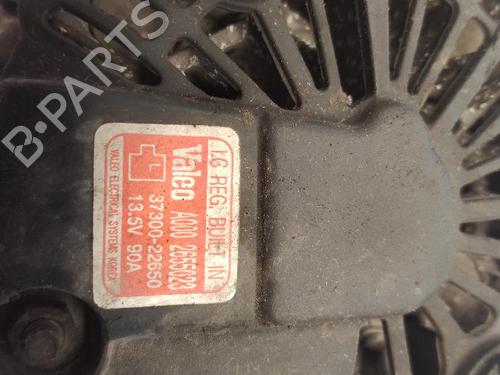 I.C REG. BUILT IN
Valeo A000 2655023
37300-22650
13.5V 90A
VALEO ELECTRICAL SYSTEMS KOREA
B-PARTS